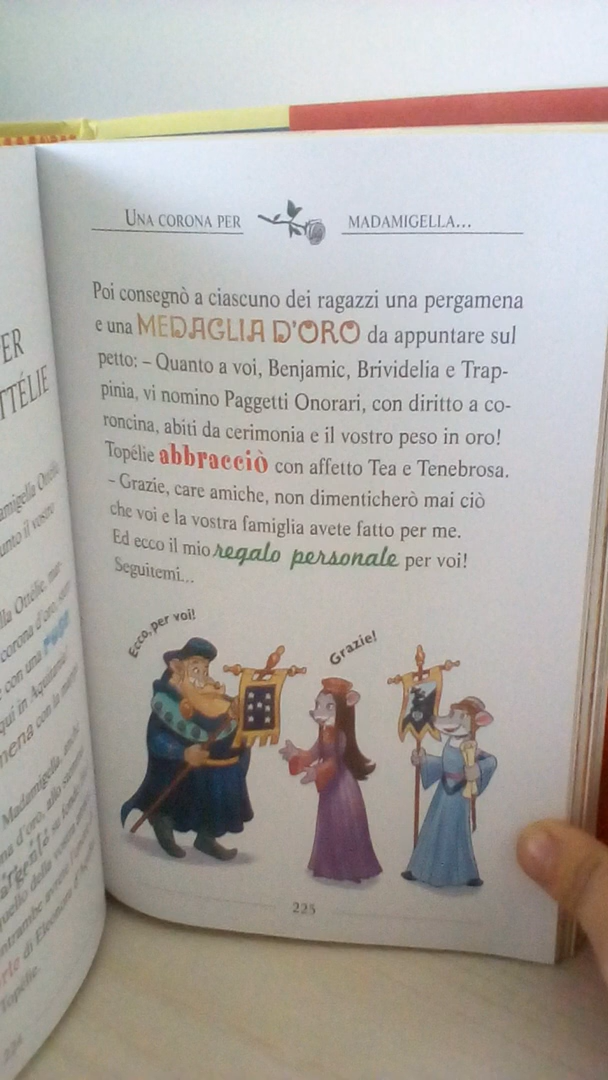 ER
TTÉLIE
UNA CORONA PER MADAMIGELLA...
Poi consegnò a ciascuno dei ragazzi una pergamena
e una MEDAGLIA D'ORO da appuntare sul
petto: – Quanto a voi, Benjamic, Brividelia e Trap-
pinia, vi nomino Paggetti Onorari, con diritto a co-
roncina, abiti da cerimonia e il vostro peso in oro!
Topélie abbracciò con affetto Tea e Tenebrosa.
– Grazie, care amiche, non dimenticherò mai ciò
che voi e la vostra famiglia avete fatto per me.
Ed ecco il mio regalo personale per voi!
Seguitemi...
Ecco, per voi!
Grazie!
225